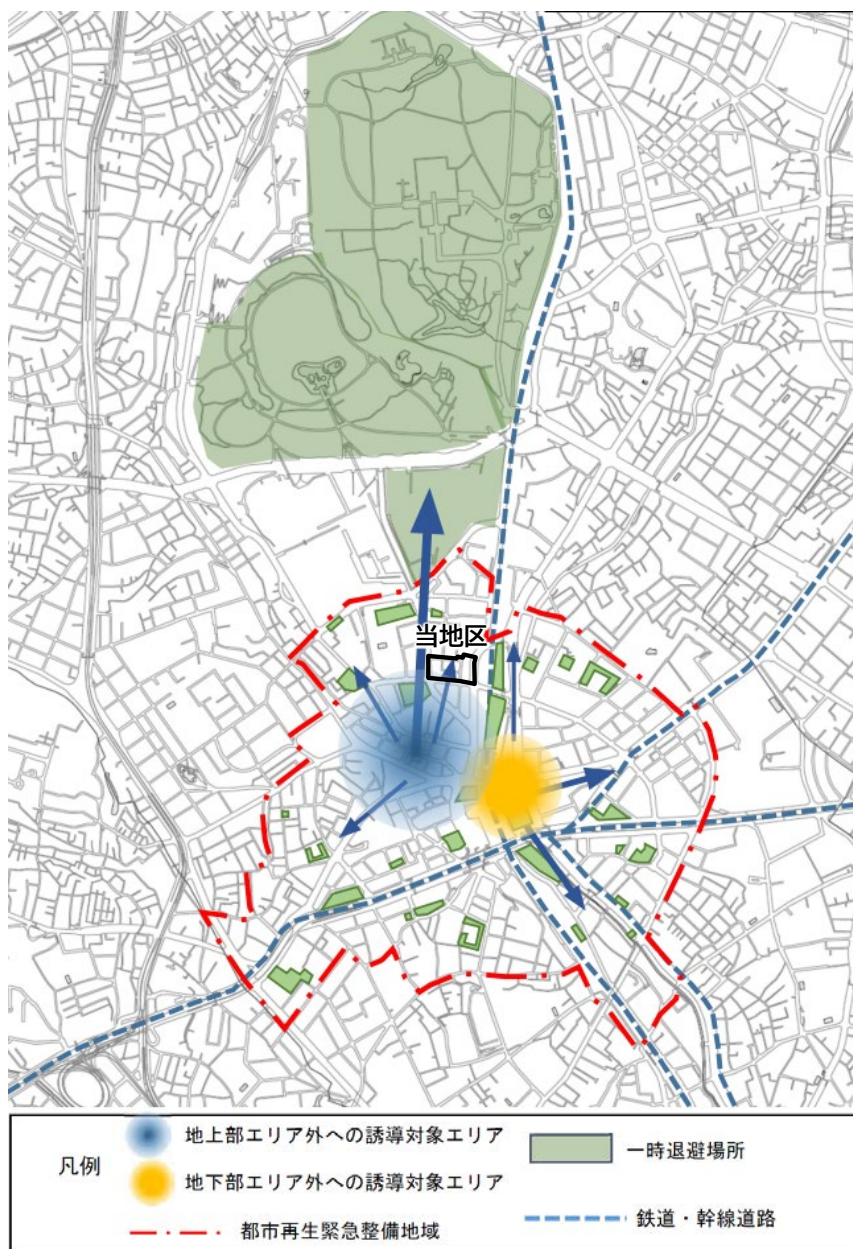 当地区
凡例
地上部エリア外への誘導対象エリア
一時退避場所
地下部エリア外への誘導対象エリア
都市再生緊急整備地域
鉄道・幹線道路